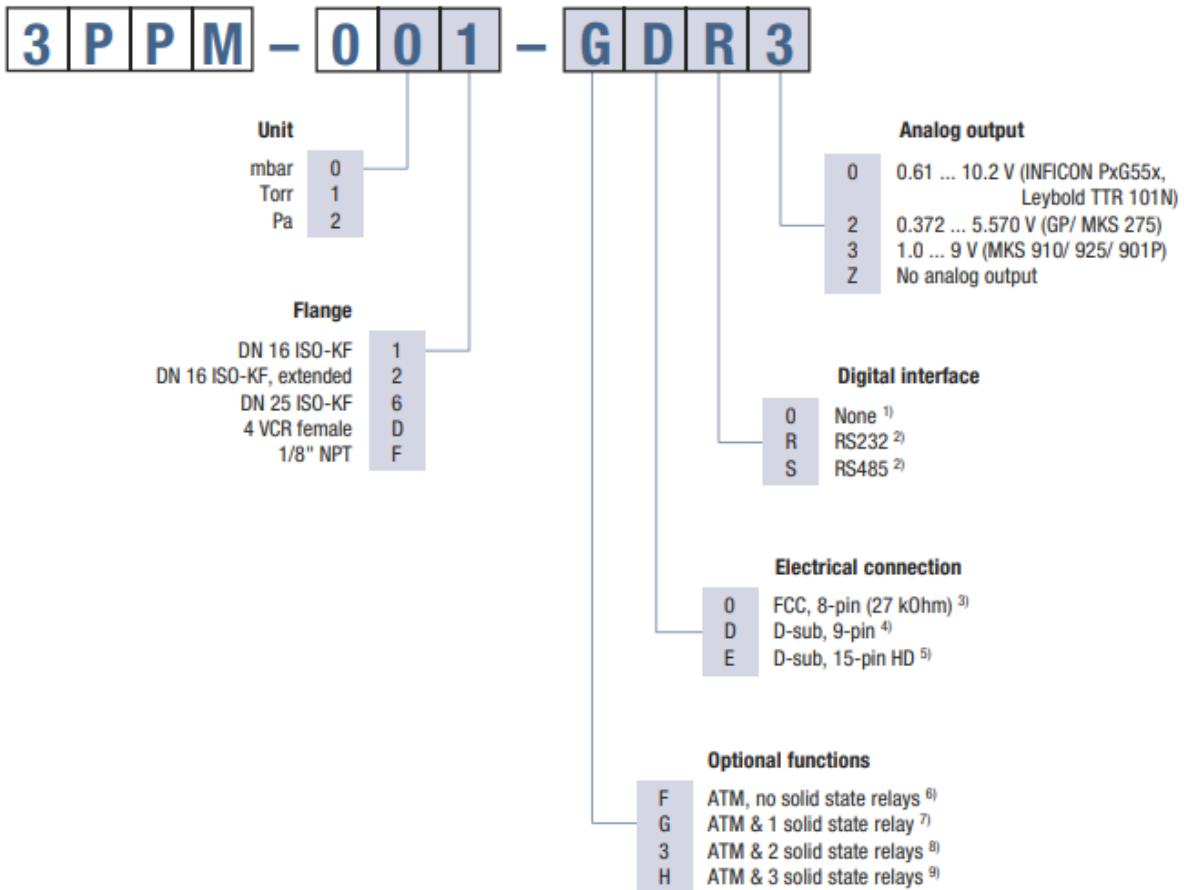 3PPM – 001 – GDR3
Unit
mbar 0
Torr 1
Pa 2
Flange
DN 16 ISO-KF 1
DN 16 ISO-KF, extended 2
DN 25 ISO-KF 6
4 VCR female D
1/8" NPT F
Analog output
0 0.61 ... 10.2 V (INFICON PxG55x,
Leybold TTR 101N)
2 0.372 ... 5.570 V (GP/ MKS 275)
3 1.0 ... 9 V (MKS 910/ 925/ 901P)
Z No analog output
Digital interface
0 None 1)
R RS232 2)
S RS485 2)
Electrical connection
0 FCC, 8-pin (27 kOhm) 3)
D D-sub, 9-pin 4)
E D-sub, 15-pin HD 5)
Optional functions
F ATM, no solid state relays 6)
G ATM & 1 solid state relay 7)
3 ATM & 2 solid state relays 8)
H ATM & 3 solid state relays 9)